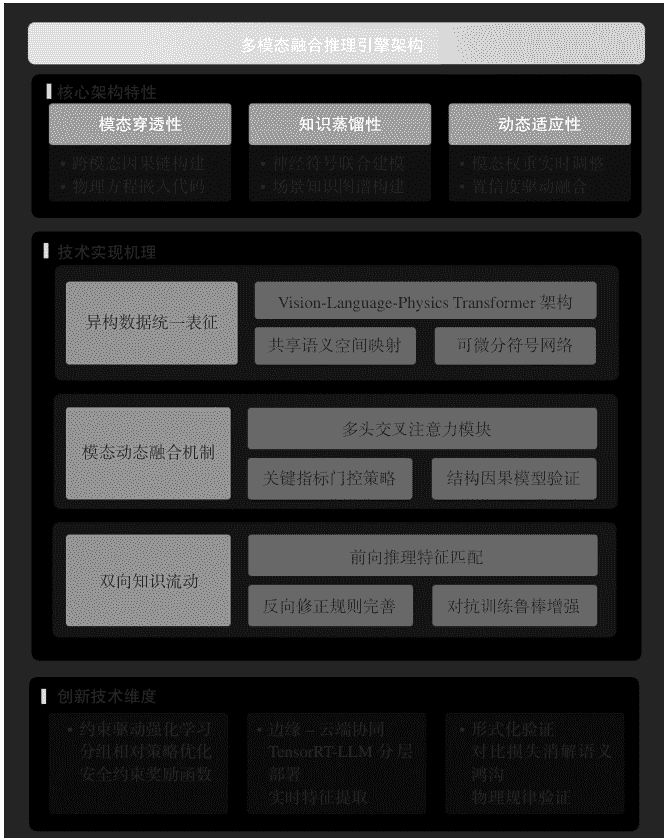 多模态融合推理引擎架构
核心架构特性
模态穿透性
知识蒸馏性
动态适应性
• 跨模态因果链构建
• 物理方程嵌入代码
• 神经符号联合建模
• 场景知识图谱构建
• 模态权重实时调整
• 置信度驱动融合
技术实现机理
异构数据统一表征
Vision-Language-Physics Transformer 架构
共享语义空间映射
可微分符号网络
模态动态融合机制
多头交叉注意力模块
关键指标门控策略
结构因果模型验证
双向知识流动
前向推理特征匹配
反向修正规则完善
对抗训练鲁棒增强
创新技术维度
• 约束驱动强化学习
分组相对策略优化
安全约束奖励函数
• 边缘－云端协同
TensorRT-LLM 分层
部署
实时特征提取
• 形式化验证
对比损失消解语义
鸿沟
物理规律验证